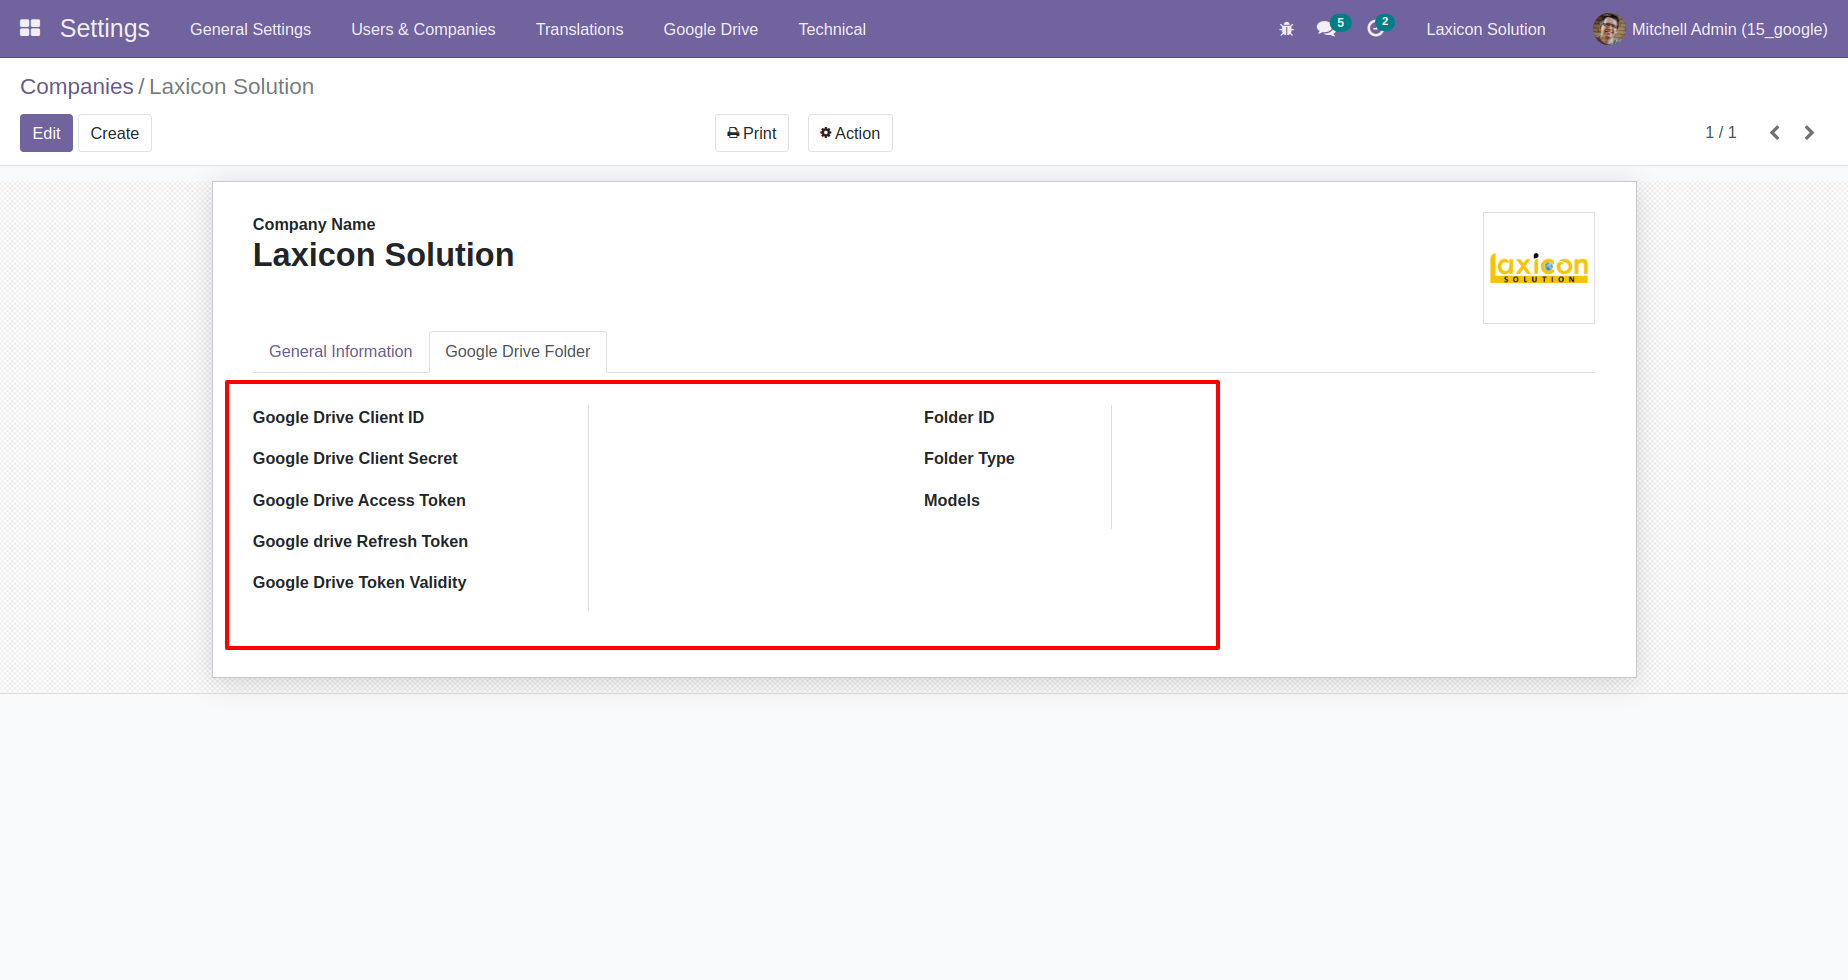 Settings General Settings Users & Companies Translations Google Drive Technical 5 2 Laxicon Solution Mitchell Admin (15_google)
Companies / Laxicon Solution
Edit Create Print Action 1 / 1
Company Name
Laxicon Solution
laxicon
SOLUTION
General Information Google Drive Folder
Google Drive Client ID Folder ID
Google Drive Client Secret Folder Type
Google Drive Access Token Models
Google drive Refresh Token
Google Drive Token Validity